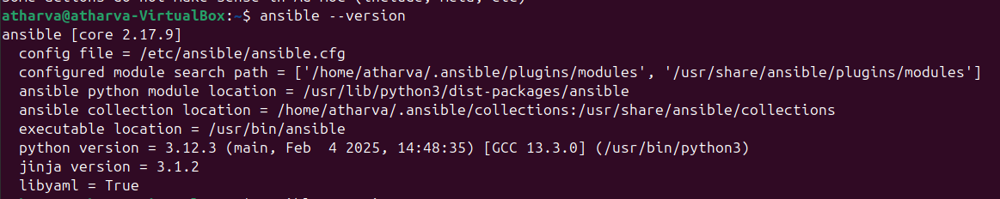 atharva@atharva-VirtualBox:~$ ansible --version
ansible [core 2.17.9]
  config file = /etc/ansible/ansible.cfg
  configured module search path = ['/home/atharva/.ansible/plugins/modules', '/usr/share/ansible/plugins/modules']
  ansible python module location = /usr/lib/python3/dist-packages/ansible
  ansible collection location = /home/atharva/.ansible/collections:/usr/share/ansible/collections
  executable location = /usr/bin/ansible
  python version = 3.12.3 (main, Feb  4 2025, 14:48:35) [GCC 13.3.0] (/usr/bin/python3)
  jinja version = 3.1.2
  libyaml = True